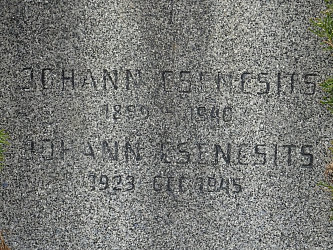 JOHANN CSENCSITS
1899 - 1940
JOHANN CSENCSITS
1923 GEF. 1945